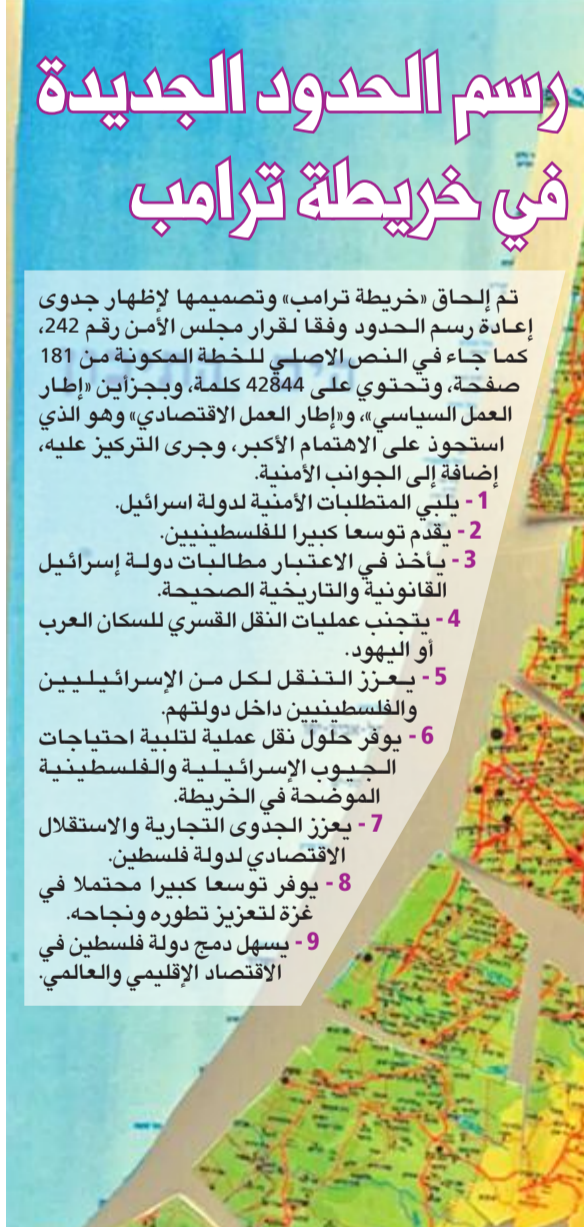 رسم الحدود الجديدة
في خريطة ترامب
تم إلحاق «خريطة ترامب» وتصميمها لإظهار جدوى
إعادة رسم الحدود وفقا لقرار مجلس الأمن رقم 242،
كما جاء في النص الاصلي للخطة المكونة من 181
صفحة، وتحتوي على 42844 كلمة، وبجزاين «إطار
العمل السياسي»، و«إطار العمل الاقتصادي» وهو الذي
استحوذ على الاهتمام الأكبر، وجرى التركيز عليه،
إضافة إلى الجوانب الأمنية.
1 - يلبي المتطلبات الأمنية لدولة اسرائيل.
2 - يقدم توسعا كبيرا للفلسطينيين.
3 - يأخذ في الاعتبار مطالبات دولة إسرائيل
القانونية والتاريخية الصحيحة.
4 - يتجنب عمليات النقل القسري للسكان العرب
أو اليهود.
5 - يعزز التنقل لكل من الإسرائيليين
والفلسطينيين داخل دولتهم.
6 - يوفر حلول نقل عملية لتلبية احتياجات
الجيوب الإسرائيلية والفلسطينية
الموضحة في الخريطة.
7 - يعزز الجدوى التجارية والاستقلال
الاقتصادي لدولة فلسطين.
8 - يوفر توسعا كبيرا محتملا في
غزة لتعزيز تطوره ونجاحه.
9 - يسهل دمج دولة فلسطين في
الاقتصاد الإقليمي والعالمي.